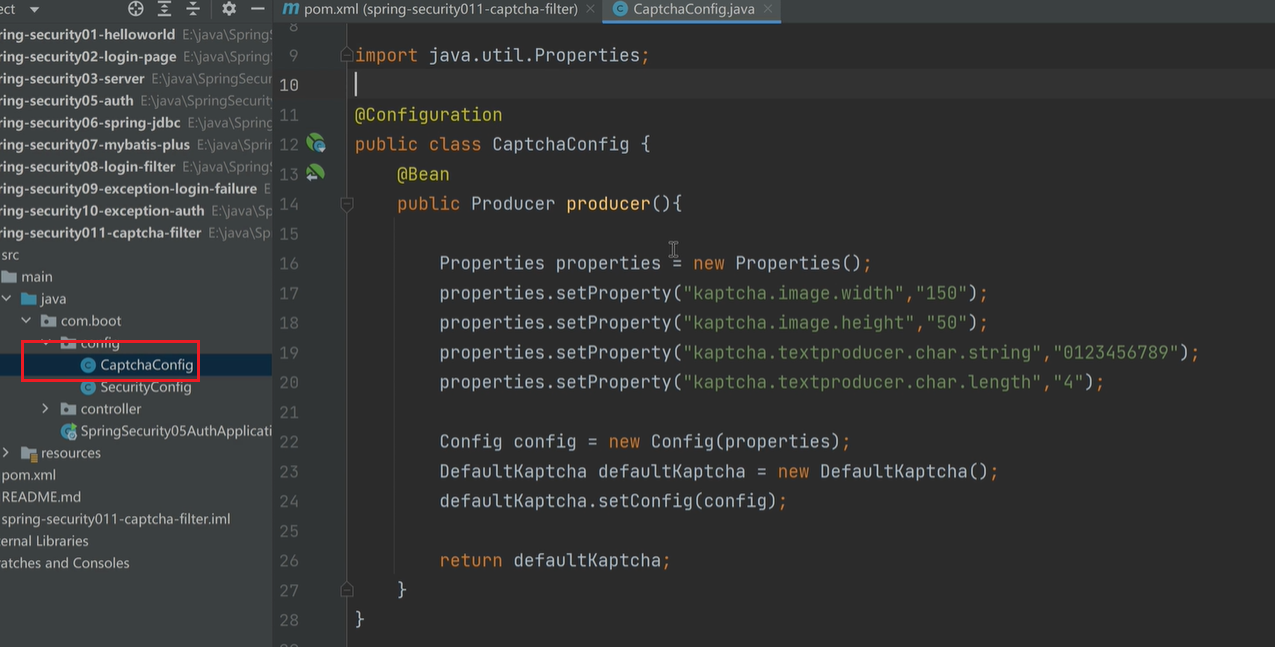 ect
pom.xml (spring-security011-captcha-filter)
CaptchaConfig.java
ring-security01-helloworld E:\java\Spring
ring-security02-login-page E:\java\Spring
ring-security03-server E:\java\SpringSecur
ring-security05-auth E:\java\SpringSecurity
ring-security06-spring-jdbc E:\java\Spring
ring-security07-mybatis-plus E:\java\Sprin
ring-security08-login-filter E:\java\Spring
ring-security09-exception-login-failure E
ring-security10-exception-auth E:\java\Sp
ring-security011-captcha-filter E:\java\Sp
src
main
java
com.boot
config
CaptchaConfig
SecurityConfig
controller
SpringSecurity05AuthApplicati
resources
pom.xml
README.md
spring-security011-captcha-filter.iml
ernal Libraries
atches and Consoles
8
9 import java.util.Properties;
10
11 @Configuration
12 public class CaptchaConfig {
13 @Bean
14 public Producer producer(){
15
16 Properties properties = new Properties();
17 properties.setProperty("kaptcha.image.width","150");
18 properties.setProperty("kaptcha.image.height","50");
19 properties.setProperty("kaptcha.textproducer.char.string","0123456789");
20 properties.setProperty("kaptcha.textproducer.char.length","4");
21
22 Config config = new Config(properties);
23 DefaultKaptcha defaultKaptcha = new DefaultKaptcha();
24 defaultKaptcha.setConfig(config);
25
26 return defaultKaptcha;
27 }
28 }